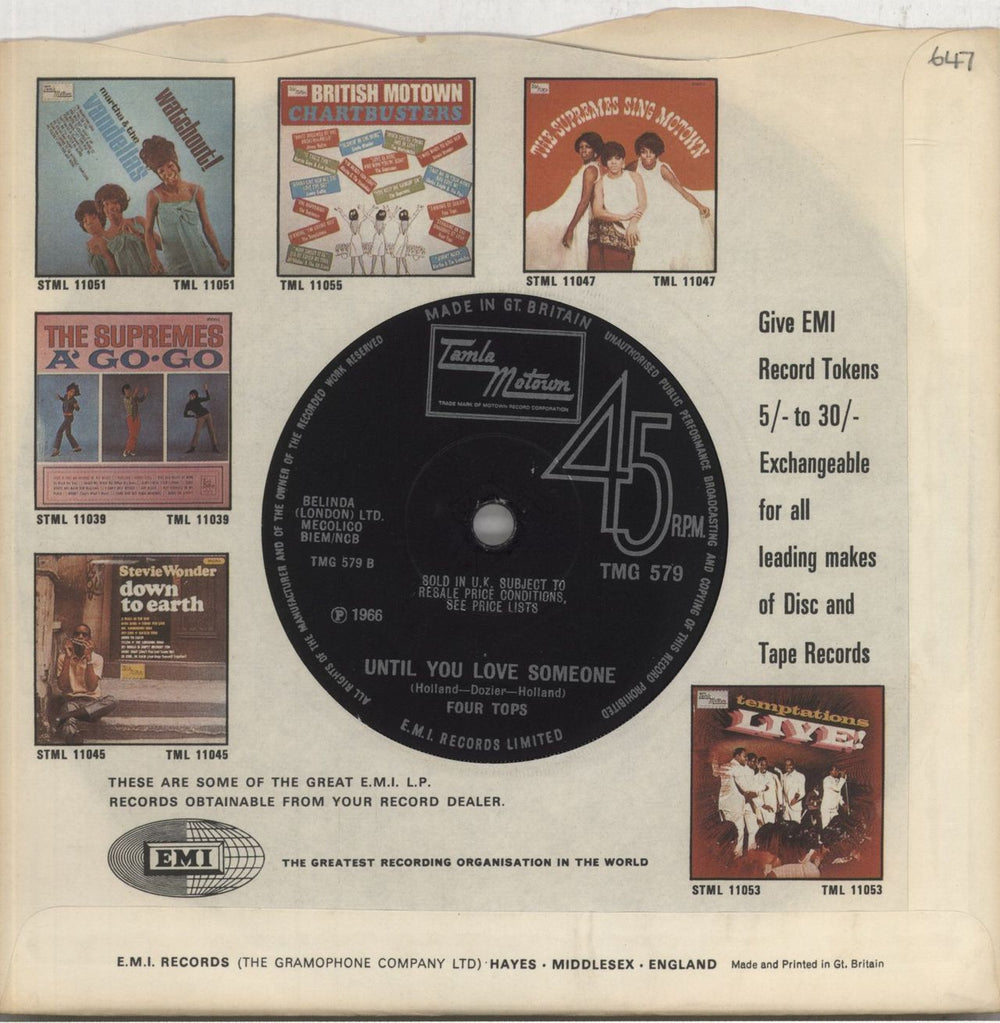 647
Tamla Motown
martha & the
vandellas
watchout!
STML 11051 TML 11051
BRITISH MOTOWN
CHARTBUSTERS
TML 11055
THE SUPREMES SING MOTOWN
STML 11047 TML 11047
THE SUPREMES
A' GO-GO
STML 11039 TML 11039
Stevie Wonder
down
to earth
STML 11045 TML 11045
Give EMI
Record Tokens
5/- to 30/-
Exchangeable
for all
leading makes
of Disc and
Tape Records
MADE IN GT. BRITAIN
UNAUTHORISED PUBLIC PERFORMANCE BROADCASTING AND COPYING OF THIS RECORD PROHIBITED
ALL RIGHTS OF THE MANUFACTURER AND OF THE OWNER OF THE RECORDED WORK RESERVED
Tamla
Motown
TRADE MARK OF MOTOWN RECORD CORPORATION
45
R.P.M.
BELINDA
(LONDON) LTD.
MECOLICO
BIEM/NCB
TMG 579 B
TMG 579
SOLD IN U.K. SUBJECT TO
RESALE PRICE CONDITIONS,
SEE PRICE LISTS
Ⓟ 1966
UNTIL YOU LOVE SOMEONE
(Holland—Dozier—Holland)
FOUR TOPS
E.M.I. RECORDS LIMITED
temptations
LIVE!
STML 11053 TML 11053
THESE ARE SOME OF THE GREAT E.M.I. L.P.
RECORDS OBTAINABLE FROM YOUR RECORD DEALER.
EMI
THE GREATEST RECORDING ORGANISATION IN THE WORLD
E.M.I. RECORDS (THE GRAMOPHONE COMPANY LTD) · HAYES · MIDDLESEX · ENGLAND Made and Printed in Gt. Britain